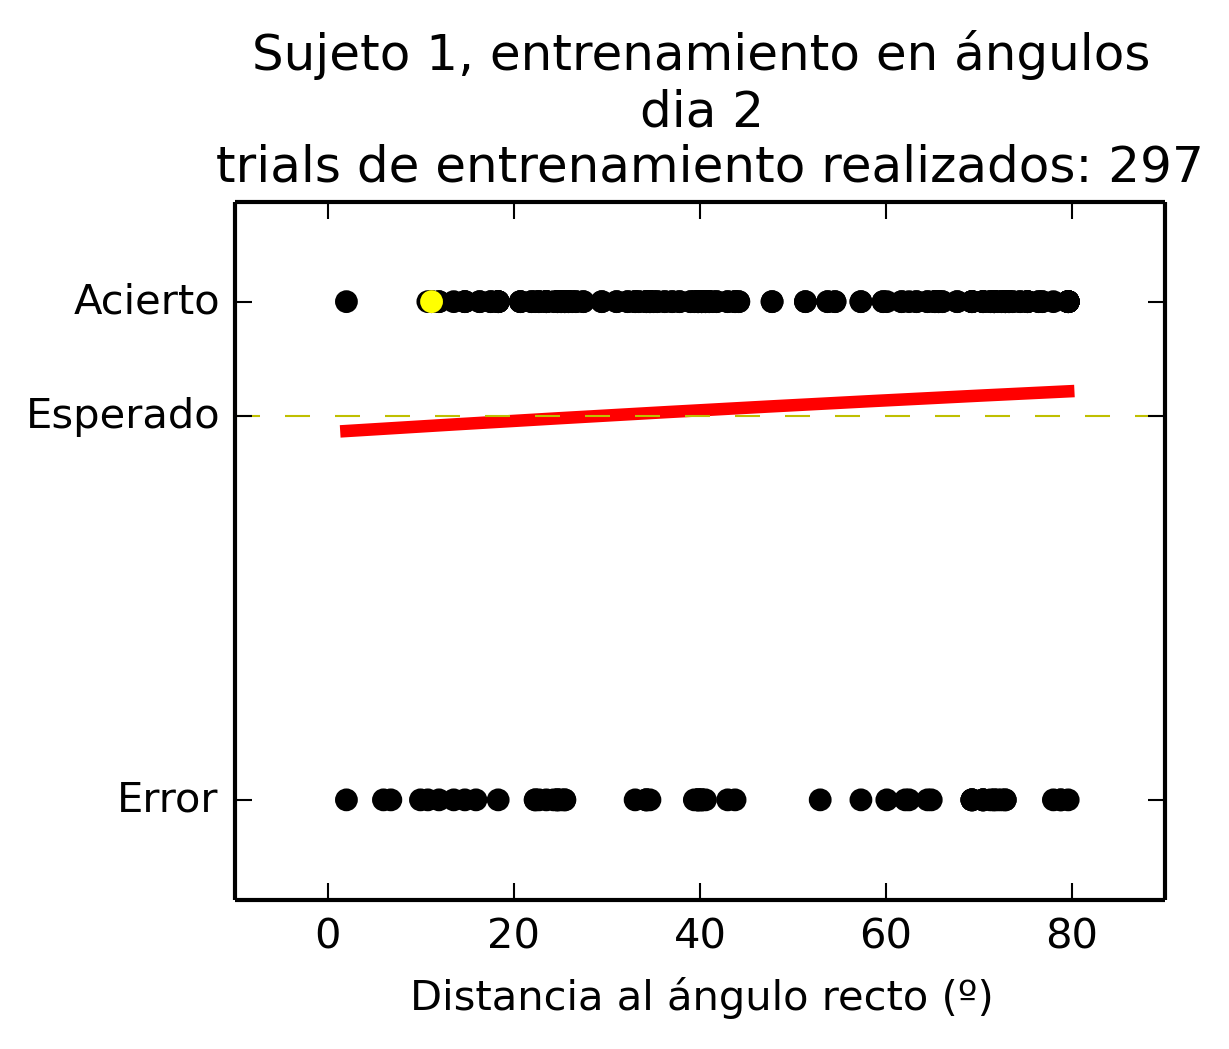 Sujeto 1, entrenamiento en ángulos
dia 2
trials de entrenamiento realizados: 297
Acierto
Esperado
Error
0 20 40 60 80
Distancia al ángulo recto (º)